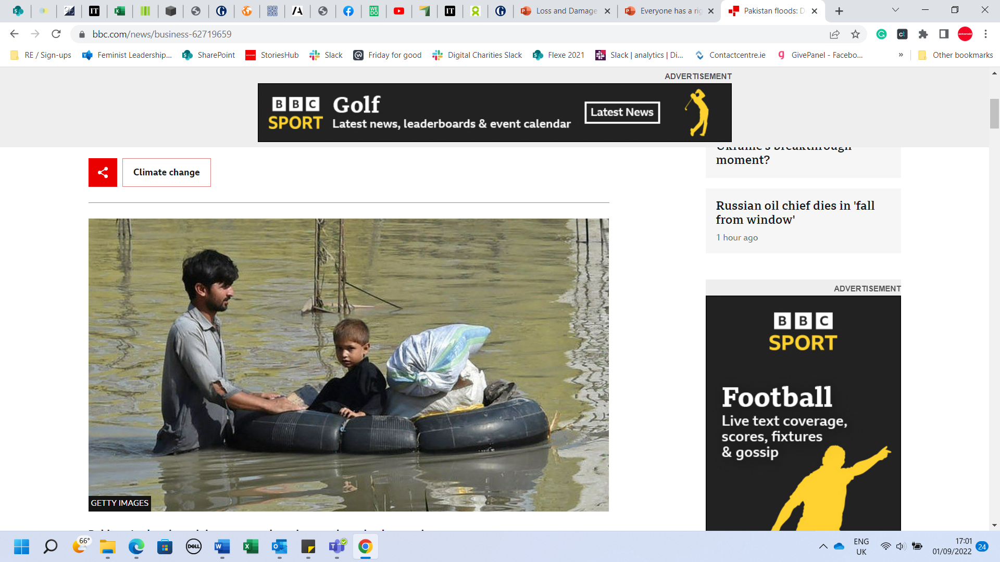 Loss and Damage
Everyone has a rig
Pakistan floods: D
bbc.com/news/business-62719659
RE / Sign-ups
Feminist Leadership...
SharePoint
StoriesHub
Slack
Friday for good
Digital Charities Slack
Flexe 2021
Slack | analytics | Di...
Contactcentre.ie
GivePanel - Facebo...
»
Other bookmarks
ADVERTISEMENT
BBC
SPORT
Golf
Latest news, leaderboards & event calendar
Latest News
Ukraine's breakthrough
moment?
Climate change
Russian oil chief dies in 'fall
from window'
1 hour ago
ADVERTISEMENT
BBC
SPORT
Football
Live text coverage,
scores, fixtures
& gossip
GETTY IMAGES
66°
DELL
ENG
UK
17:01
01/09/2022
24